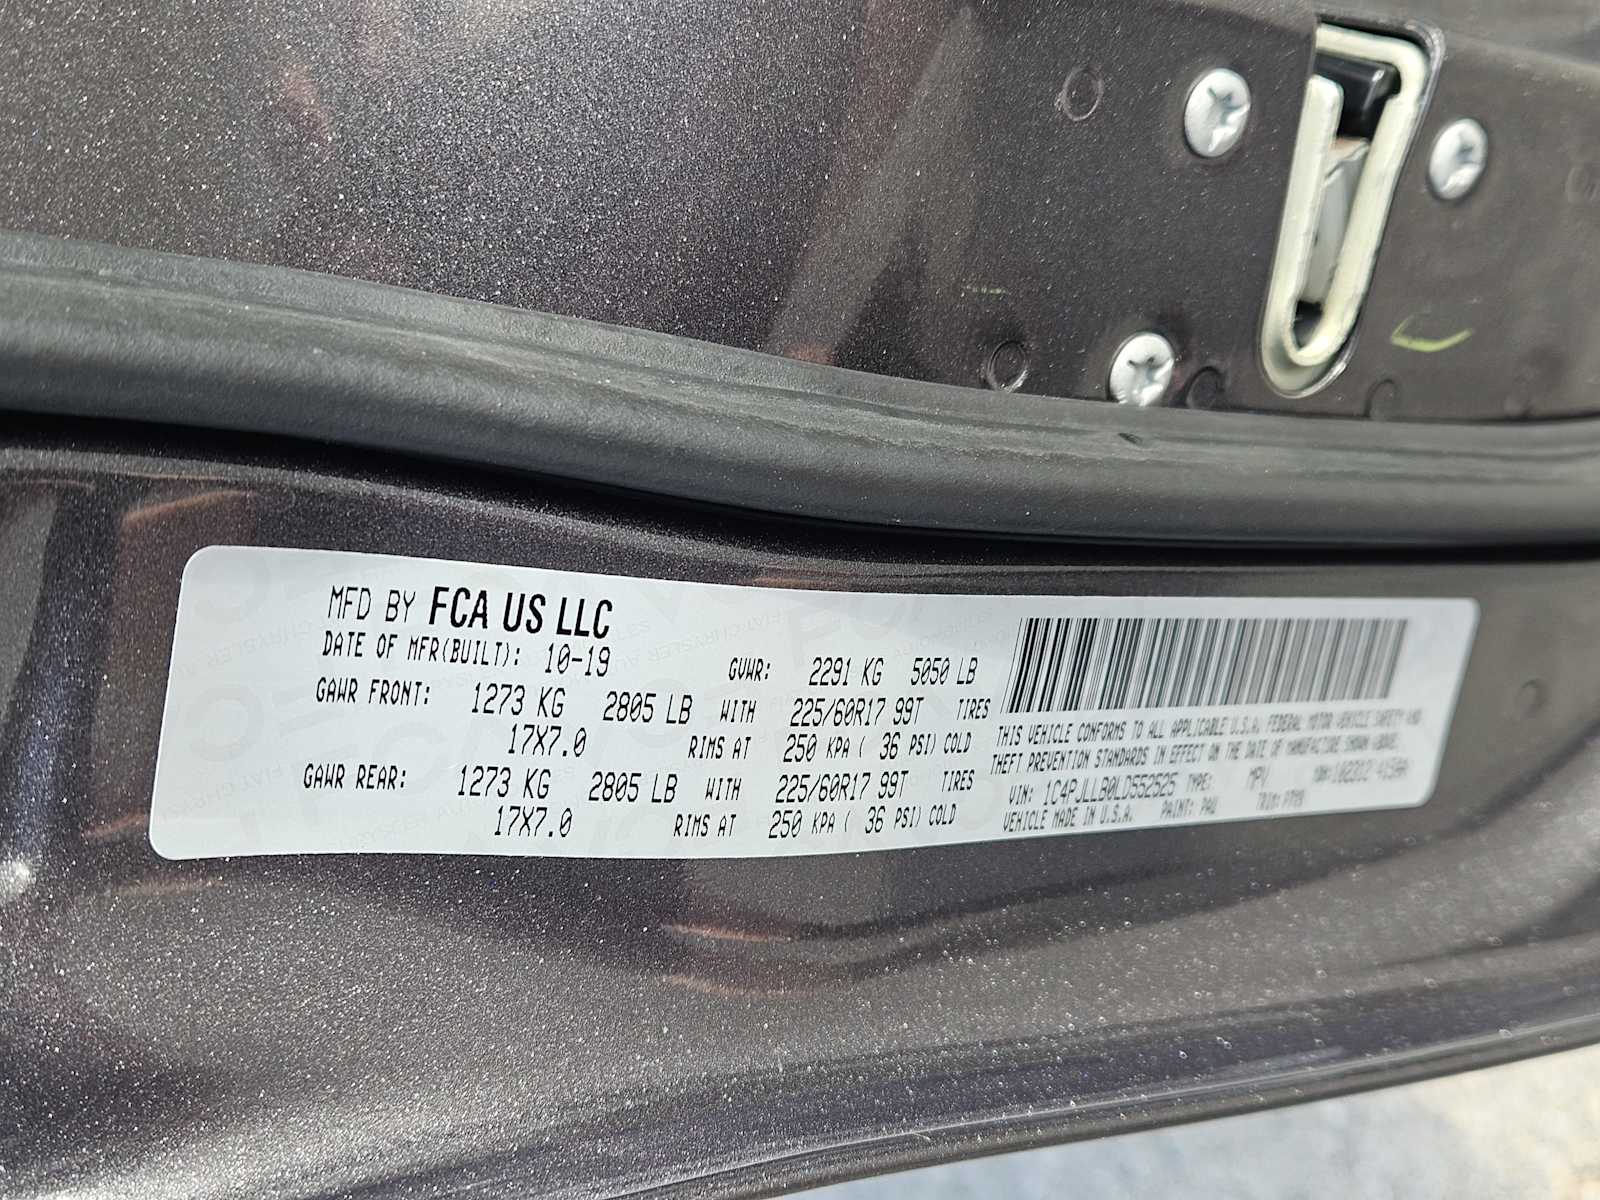 MFD BY FCA US LLC
DATE OF MFR(BUILT): 10-19 GVWR: 2291 KG 5050 LB
GAWR FRONT: 1273 KG 2805 LB WITH 225/60R17 99T TIRES
17X7.0 RIMS AT 250 KPA ( 36 PSI) COLD
GAWR REAR: 1273 KG 2805 LB WITH 225/60R17 99T TIRES
17X7.0 RIMS AT 250 KPA ( 36 PSI) COLD
THIS VEHICLE CONFORMS TO ALL APPLICABLE U.S.A. FEDERAL MOTOR VEHICLE SAFETY AND
THEFT PREVENTION STANDARDS IN EFFECT ON THE DATE OF MANUFACTURE SHOWN ABOVE.
VIN: 1C4PJLLB0LD552525 TYPE: MPV
VEHICLE MADE IN U.S.A. PAINT: PAU TRIM: